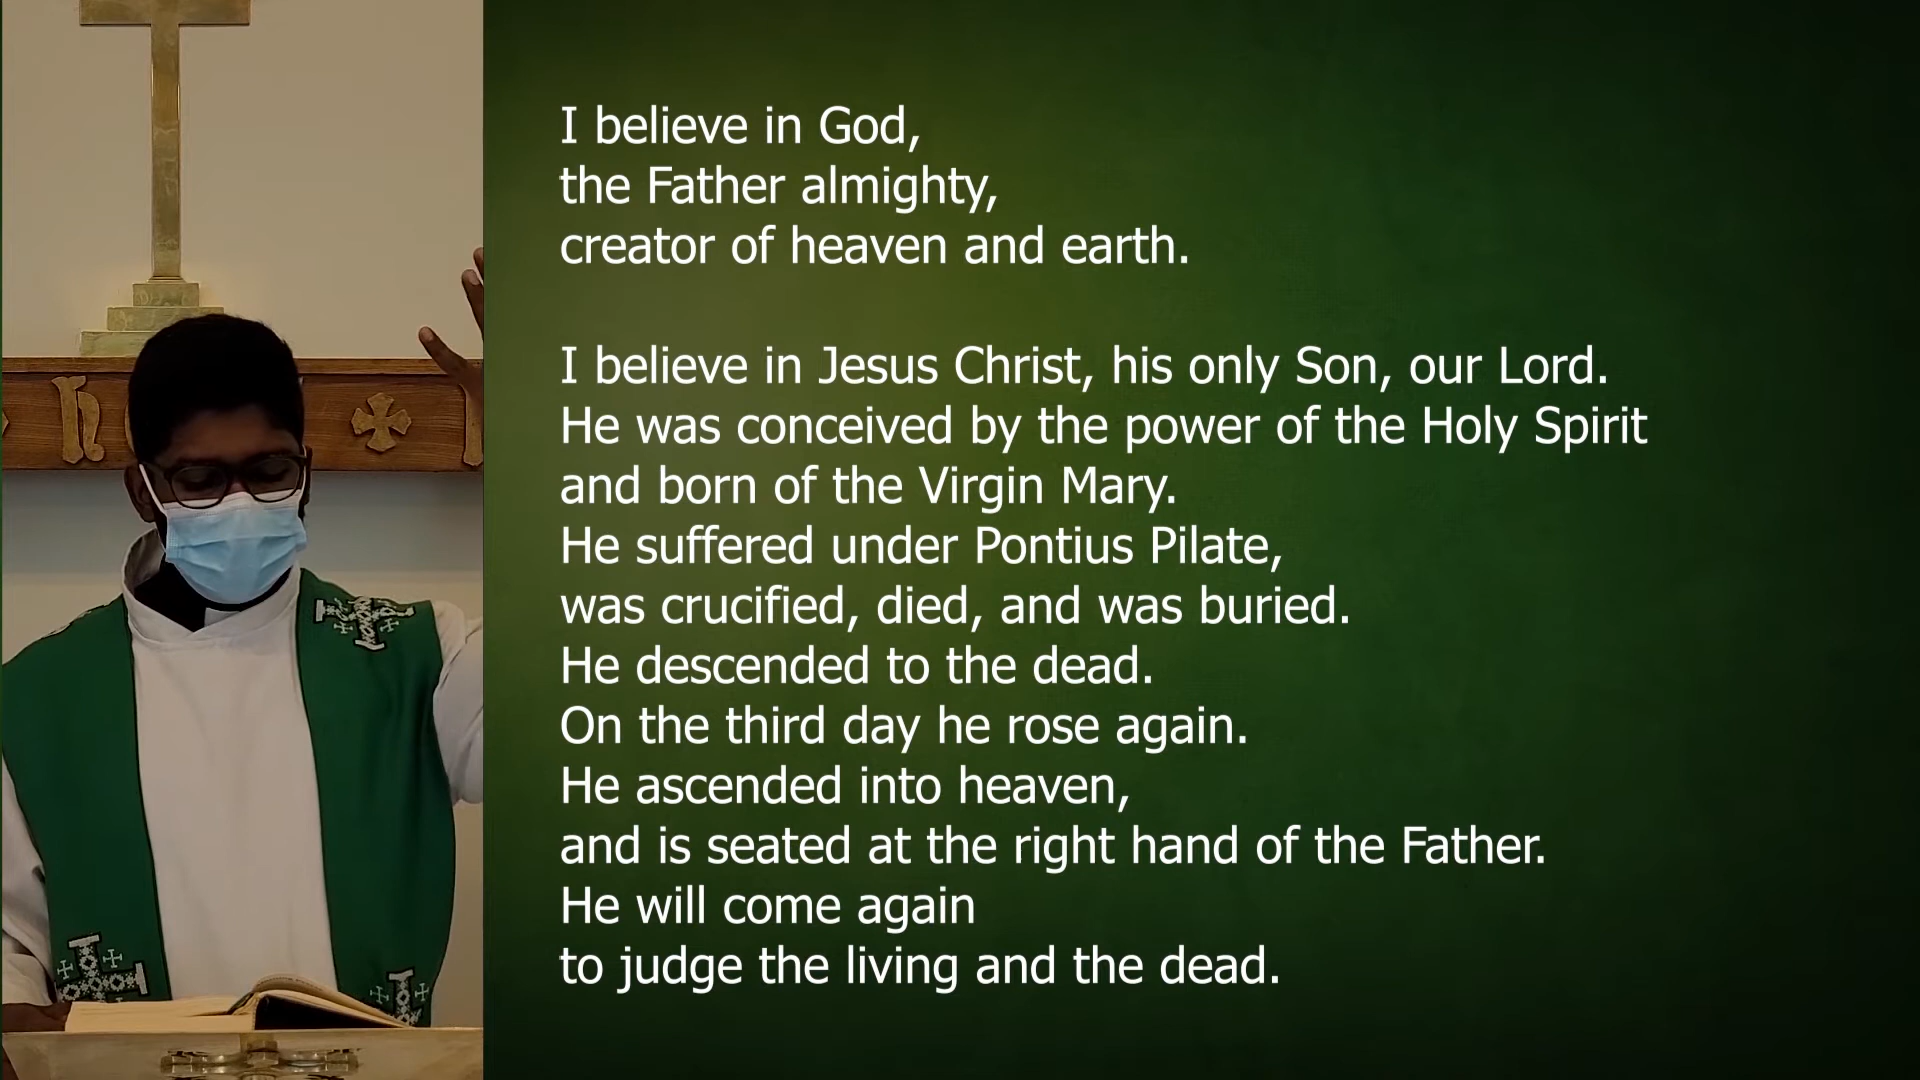 I believe in God,
the Father almighty,
creator of heaven and earth.
I believe in Jesus Christ, his only Son, our Lord.
He was conceived by the power of the Holy Spirit
and born of the Virgin Mary.
He suffered under Pontius Pilate,
was crucified, died, and was buried.
He descended to the dead.
On the third day he rose again.
He ascended into heaven,
and is seated at the right hand of the Father.
He will come again
to judge the living and the dead.